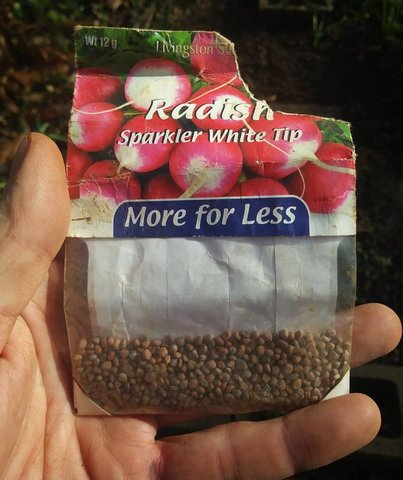 Wt 12 g
Livingston
Radish
Sparkler White Tip
More for Less